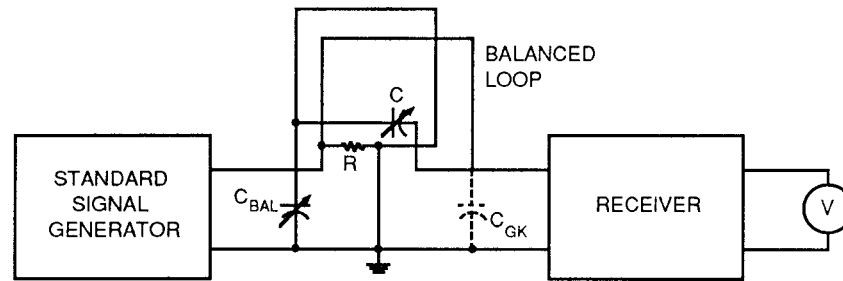 BALANCED
LOOP
C
R
STANDARD
SIGNAL
GENERATOR
C_BAL
C_GK
RECEIVER
V